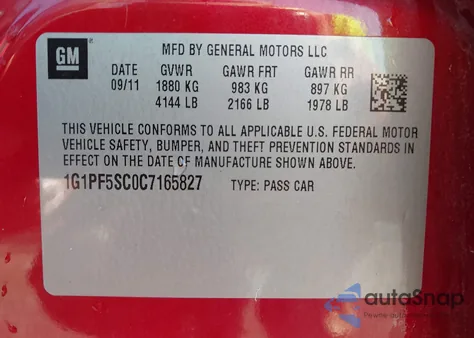 GM
MFD BY GENERAL MOTORS LLC
DATE GVWR GAWR FRT GAWR RR
09/11 1880 KG 983 KG 897 KG
4144 LB 2166 LB 1978 LB
THIS VEHICLE CONFORMS TO ALL APPLICABLE U.S. FEDERAL MOTOR
VEHICLE SAFETY, BUMPER, AND THEFT PREVENTION STANDARDS IN
EFFECT ON THE DATE OF MANUFACTURE SHOWN ABOVE.
1G1PF5SC0C7165827 TYPE: PASS CAR
autoSnap